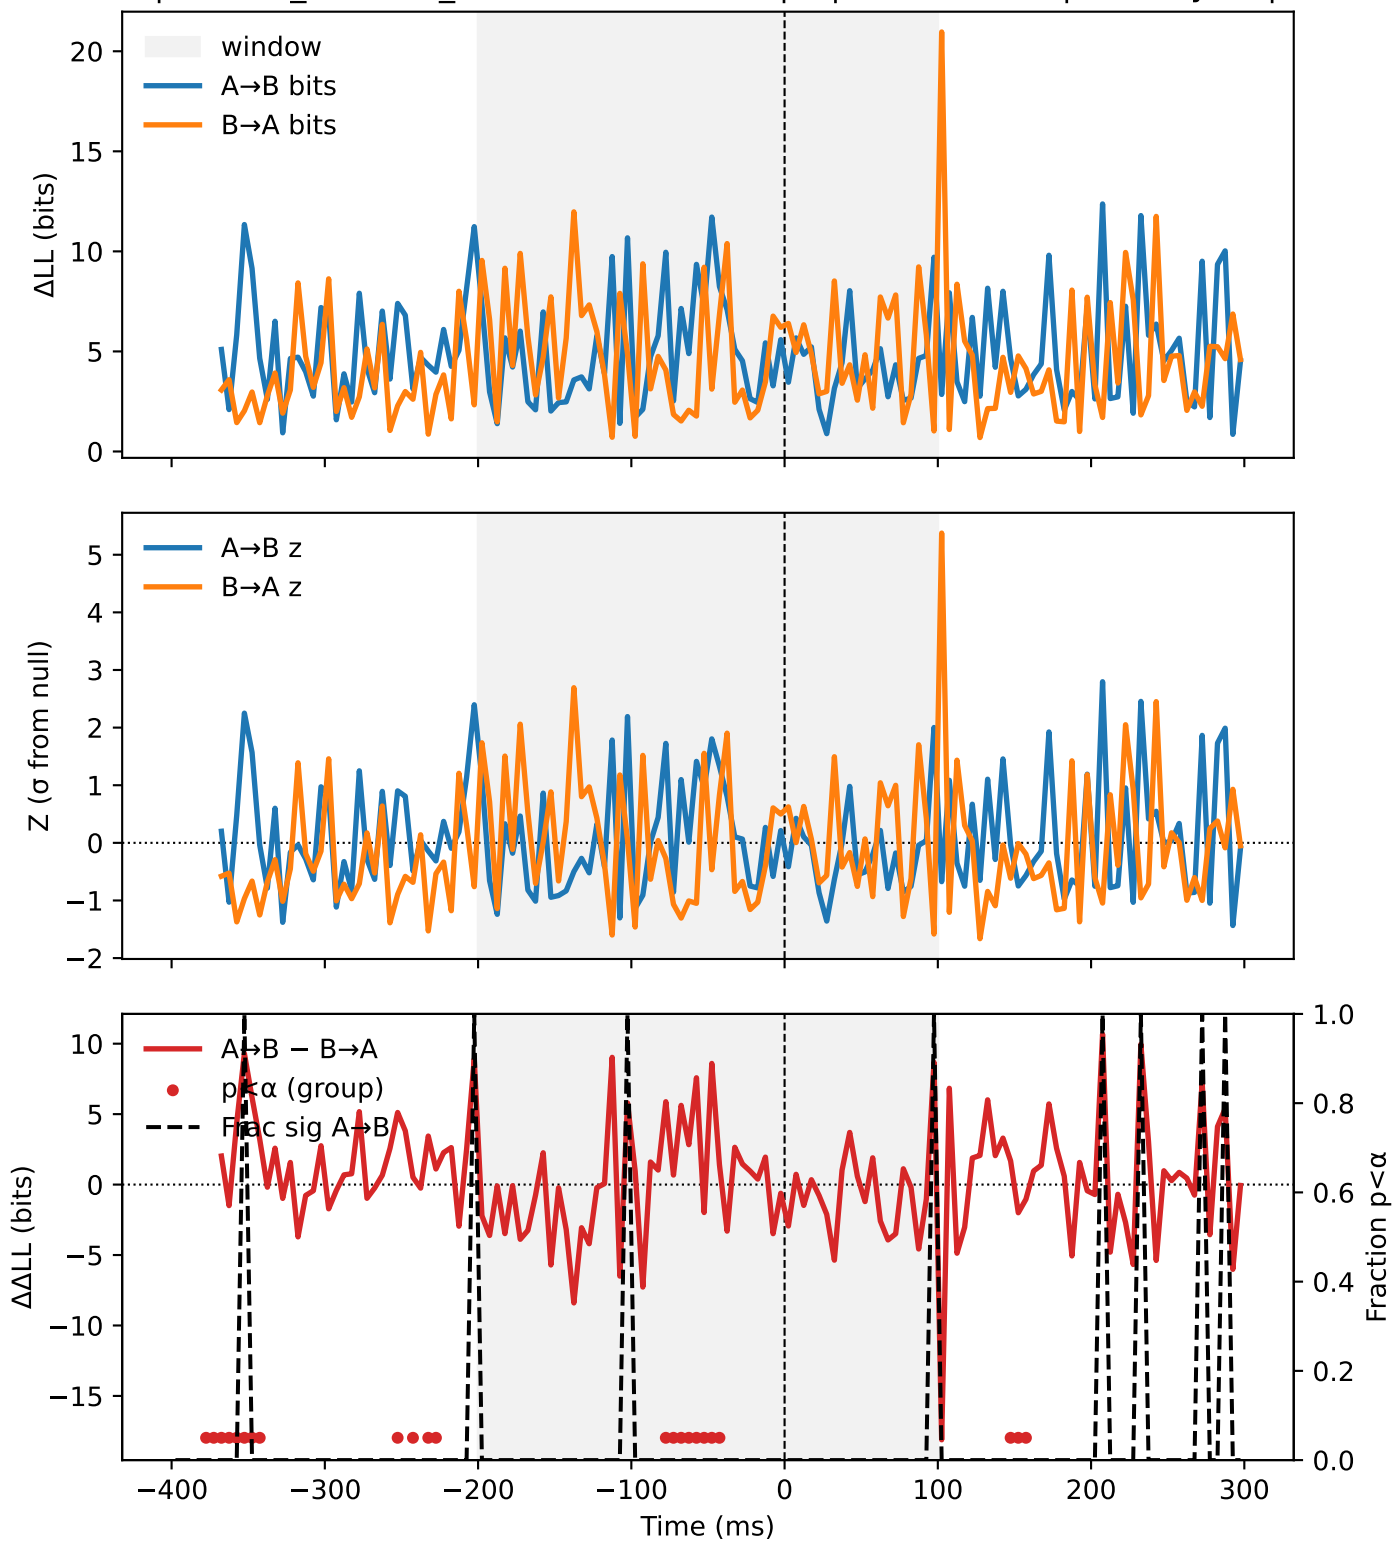 20
15
10
5
0
ΔLL (bits)
window
A→B bits
B→A bits
5
4
3
2
1
0
−1
−2
Z (σ from null)
A→B z
B→A z
10
5
0
−5
−10
−15
ΔΔLL (bits)
A→B − B→A
p<α (group)
Frac sig A→B
1.0
0.8
0.6
0.4
0.2
0.0
Fraction p<α
−400 −300 −200 −100 0 100 200 300
Time (ms)